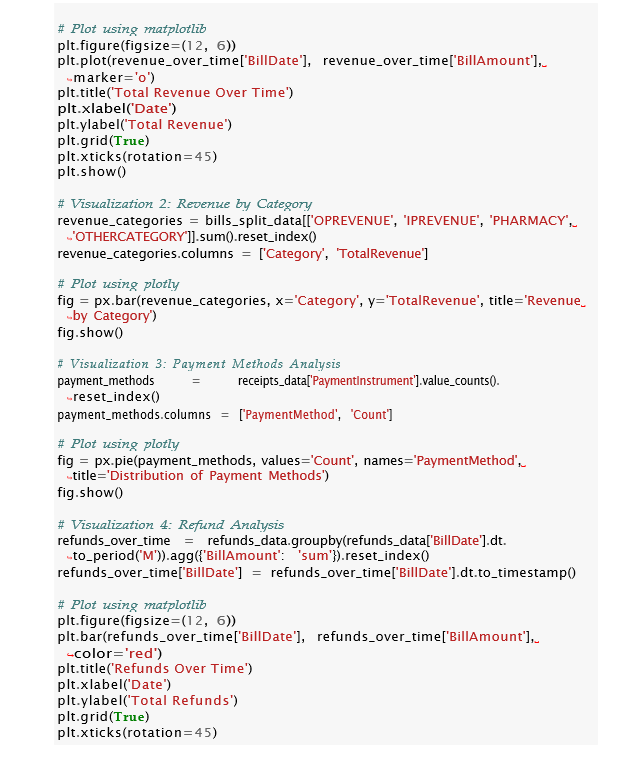 # Plot using matplotlib
plt.figure(figsize=(12, 6))
plt.plot(revenue_over_time['BillDate'], revenue_over_time['BillAmount'],␣
↪marker='o')
plt.title('Total Revenue Over Time')
plt.xlabel('Date')
plt.ylabel('Total Revenue')
plt.grid(True)
plt.xticks(rotation=45)
plt.show()
# Visualization 2: Revenue by Category
revenue_categories = bills_split_data[['OPREVENUE', 'IPREVENUE', 'PHARMACY',␣
↪'OTHERCATEGORY']].sum().reset_index()
revenue_categories.columns = ['Category', 'TotalRevenue']
# Plot using plotly
fig = px.bar(revenue_categories, x='Category', y='TotalRevenue', title='Revenue␣
↪by Category')
fig.show()
# Visualization 3: Payment Methods Analysis
payment_methods = receipts_data['PaymentInstrument'].value_counts().
↪reset_index()
payment_methods.columns = ['PaymentMethod', 'Count']
# Plot using plotly
fig = px.pie(payment_methods, values='Count', names='PaymentMethod',␣
↪title='Distribution of Payment Methods')
fig.show()
# Visualization 4: Refund Analysis
refunds_over_time = refunds_data.groupby(refunds_data['BillDate'].dt.
↪to_period('M')).agg({'BillAmount': 'sum'}).reset_index()
refunds_over_time['BillDate'] = refunds_over_time['BillDate'].dt.to_timestamp()
# Plot using matplotlib
plt.figure(figsize=(12, 6))
plt.bar(refunds_over_time['BillDate'], refunds_over_time['BillAmount'],␣
↪color='red')
plt.title('Refunds Over Time')
plt.xlabel('Date')
plt.ylabel('Total Refunds')
plt.grid(True)
plt.xticks(rotation=45)